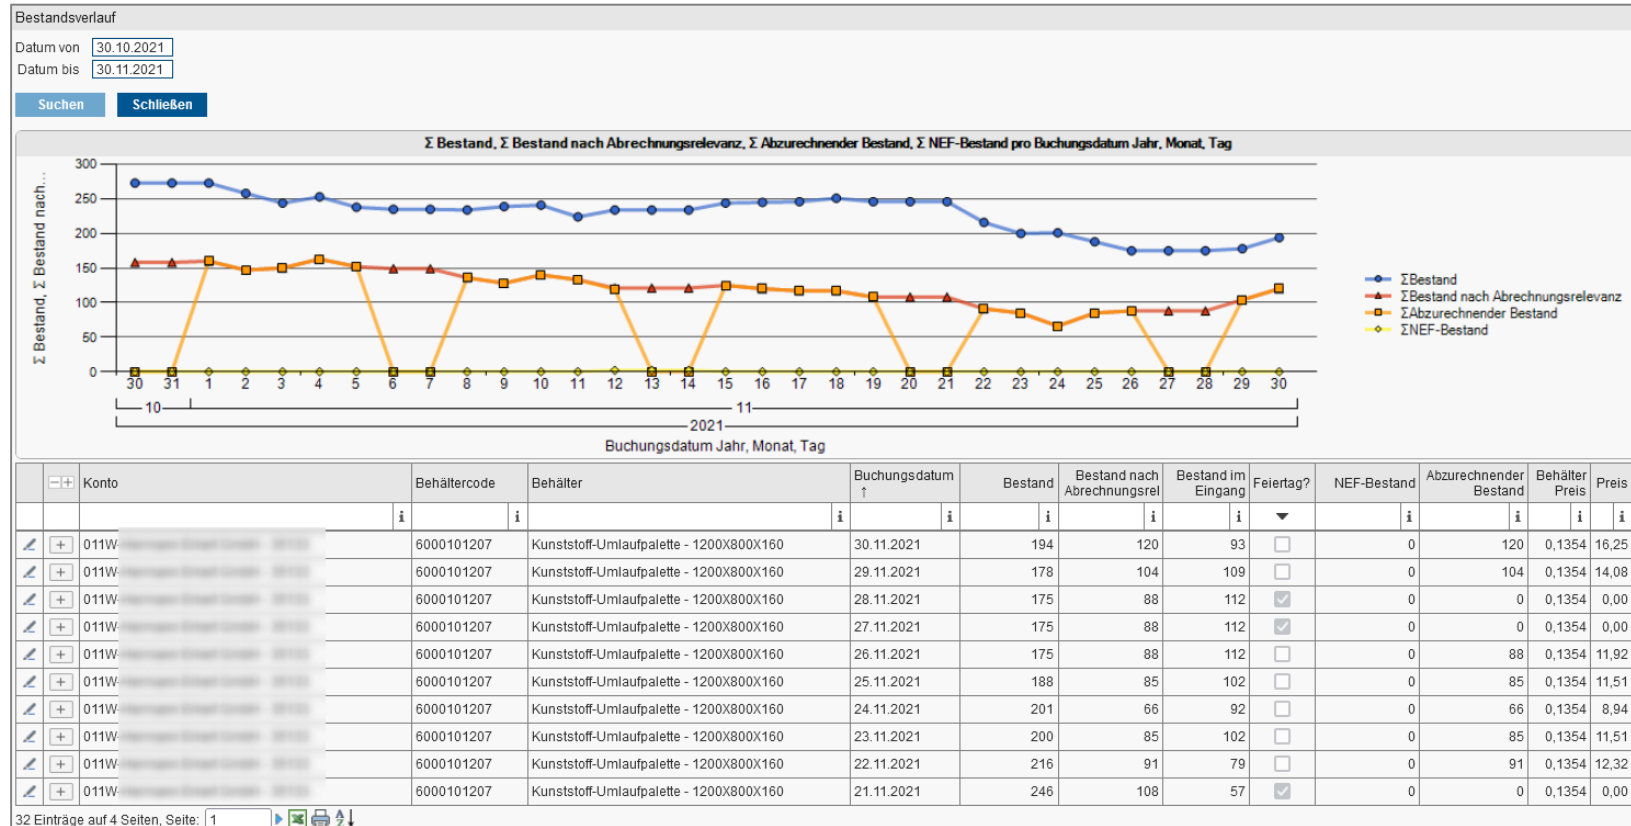 Bestandsverlauf
Datum von 30.10.2021
Datum bis 30.11.2021
Suchen Schließen
Σ Bestand, Σ Bestand nach Abrechnungsrelevanz, Σ Abzurechnender Bestand, Σ NEF-Bestand pro Buchungsdatum Jahr, Monat, Tag
Σ Bestand, Σ Bestand nach...
300
250
200
150
100
50
0
ΣBestand
ΣBestand nach Abrechnungsrelevanz
ΣAbzurechnender Bestand
ΣNEF-Bestand
30 31 1 2 3 4 5 6 7 8 9 10 11 12 13 14 15 16 17 18 19 20 21 22 23 24 25 26 27 28 29 30
10 11
2021
Buchungsdatum Jahr, Monat, Tag
Konto Behältercode Behälter Buchungsdatum ↑ Bestand Bestand nach Abrechnungsrel Bestand im Eingang Feiertag? NEF-Bestand Abzurechnender Bestand Behälter Preis Preis
i i i i i i i i i i i
011W- 6000101207 Kunststoff-Umlaufpalette - 1200X800X160 30.11.2021 194 120 93 0 120 0,1354 16,25
011W- 6000101207 Kunststoff-Umlaufpalette - 1200X800X160 29.11.2021 178 104 109 0 104 0,1354 14,08
011W- 6000101207 Kunststoff-Umlaufpalette - 1200X800X160 28.11.2021 175 88 112 0 0 0,1354 0,00
011W- 6000101207 Kunststoff-Umlaufpalette - 1200X800X160 27.11.2021 175 88 112 0 0 0,1354 0,00
011W- 6000101207 Kunststoff-Umlaufpalette - 1200X800X160 26.11.2021 175 88 112 0 88 0,1354 11,92
011W- 6000101207 Kunststoff-Umlaufpalette - 1200X800X160 25.11.2021 188 85 102 0 85 0,1354 11,51
011W- 6000101207 Kunststoff-Umlaufpalette - 1200X800X160 24.11.2021 201 66 92 0 66 0,1354 8,94
011W- 6000101207 Kunststoff-Umlaufpalette - 1200X800X160 23.11.2021 200 85 102 0 85 0,1354 11,51
011W- 6000101207 Kunststoff-Umlaufpalette - 1200X800X160 22.11.2021 216 91 79 0 91 0,1354 12,32
011W- 6000101207 Kunststoff-Umlaufpalette - 1200X800X160 21.11.2021 246 108 57 0 0 0,1354 0,00
32 Einträge auf 4 Seiten, Seite: 1